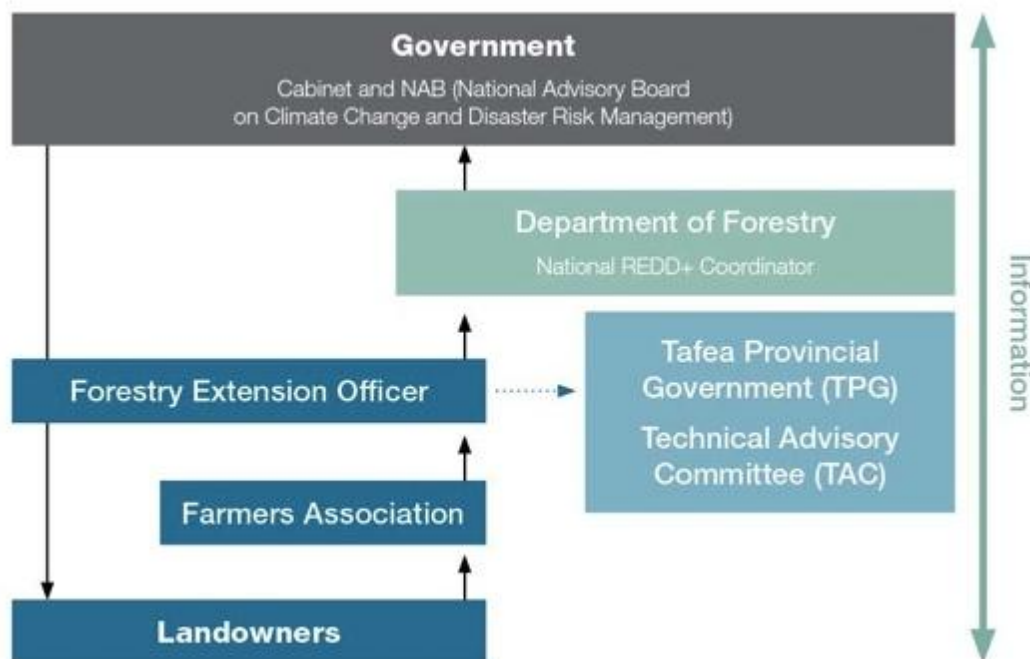 Government
Cabinet and NAB (National Advisory Board
on Climate Change and Disaster Risk Management)
Department of Forestry
National REDD+ Coordinator
Tafea Provincial
Government (TPG)
Technical Advisory
Committee (TAC)
Forestry Extension Officer
Farmers Association
Landowners
Information